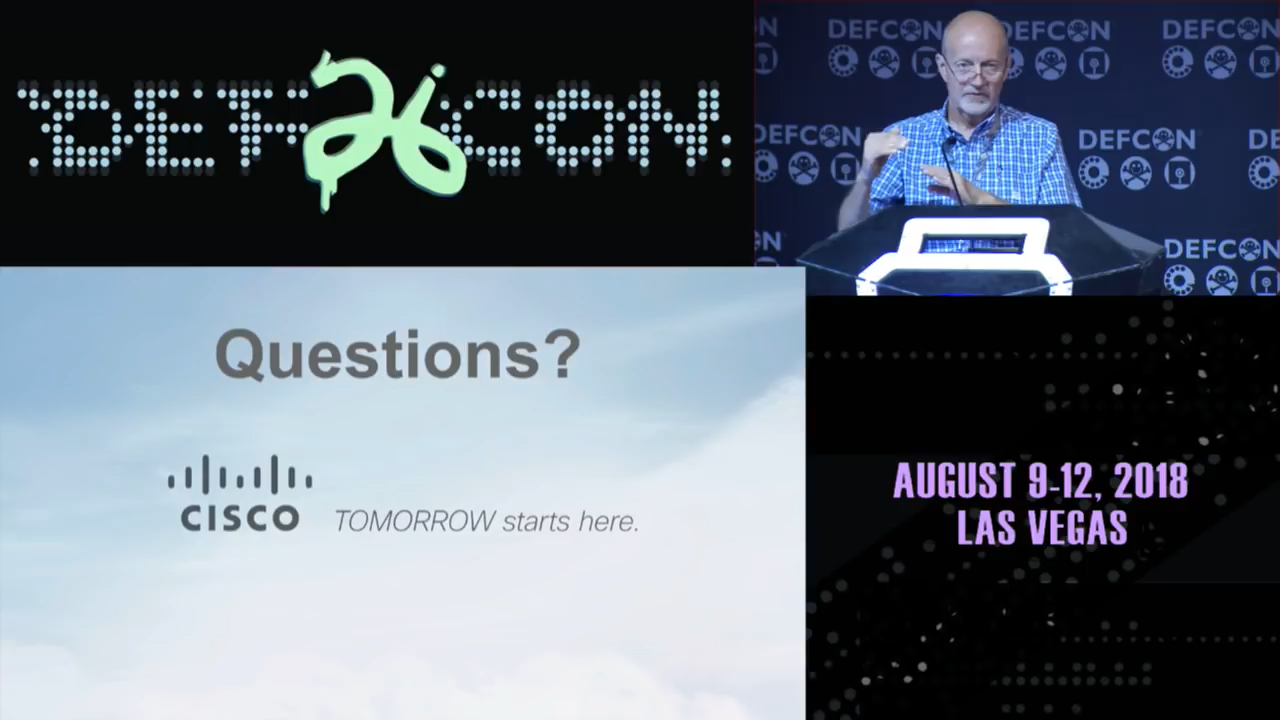 DEF 26 CON
DEFCON DEFCON DEFCON
DEFCON DEFCON
DEFCON
Questions?
CISCO TOMORROW starts here.
AUGUST 9-12, 2018
LAS VEGAS